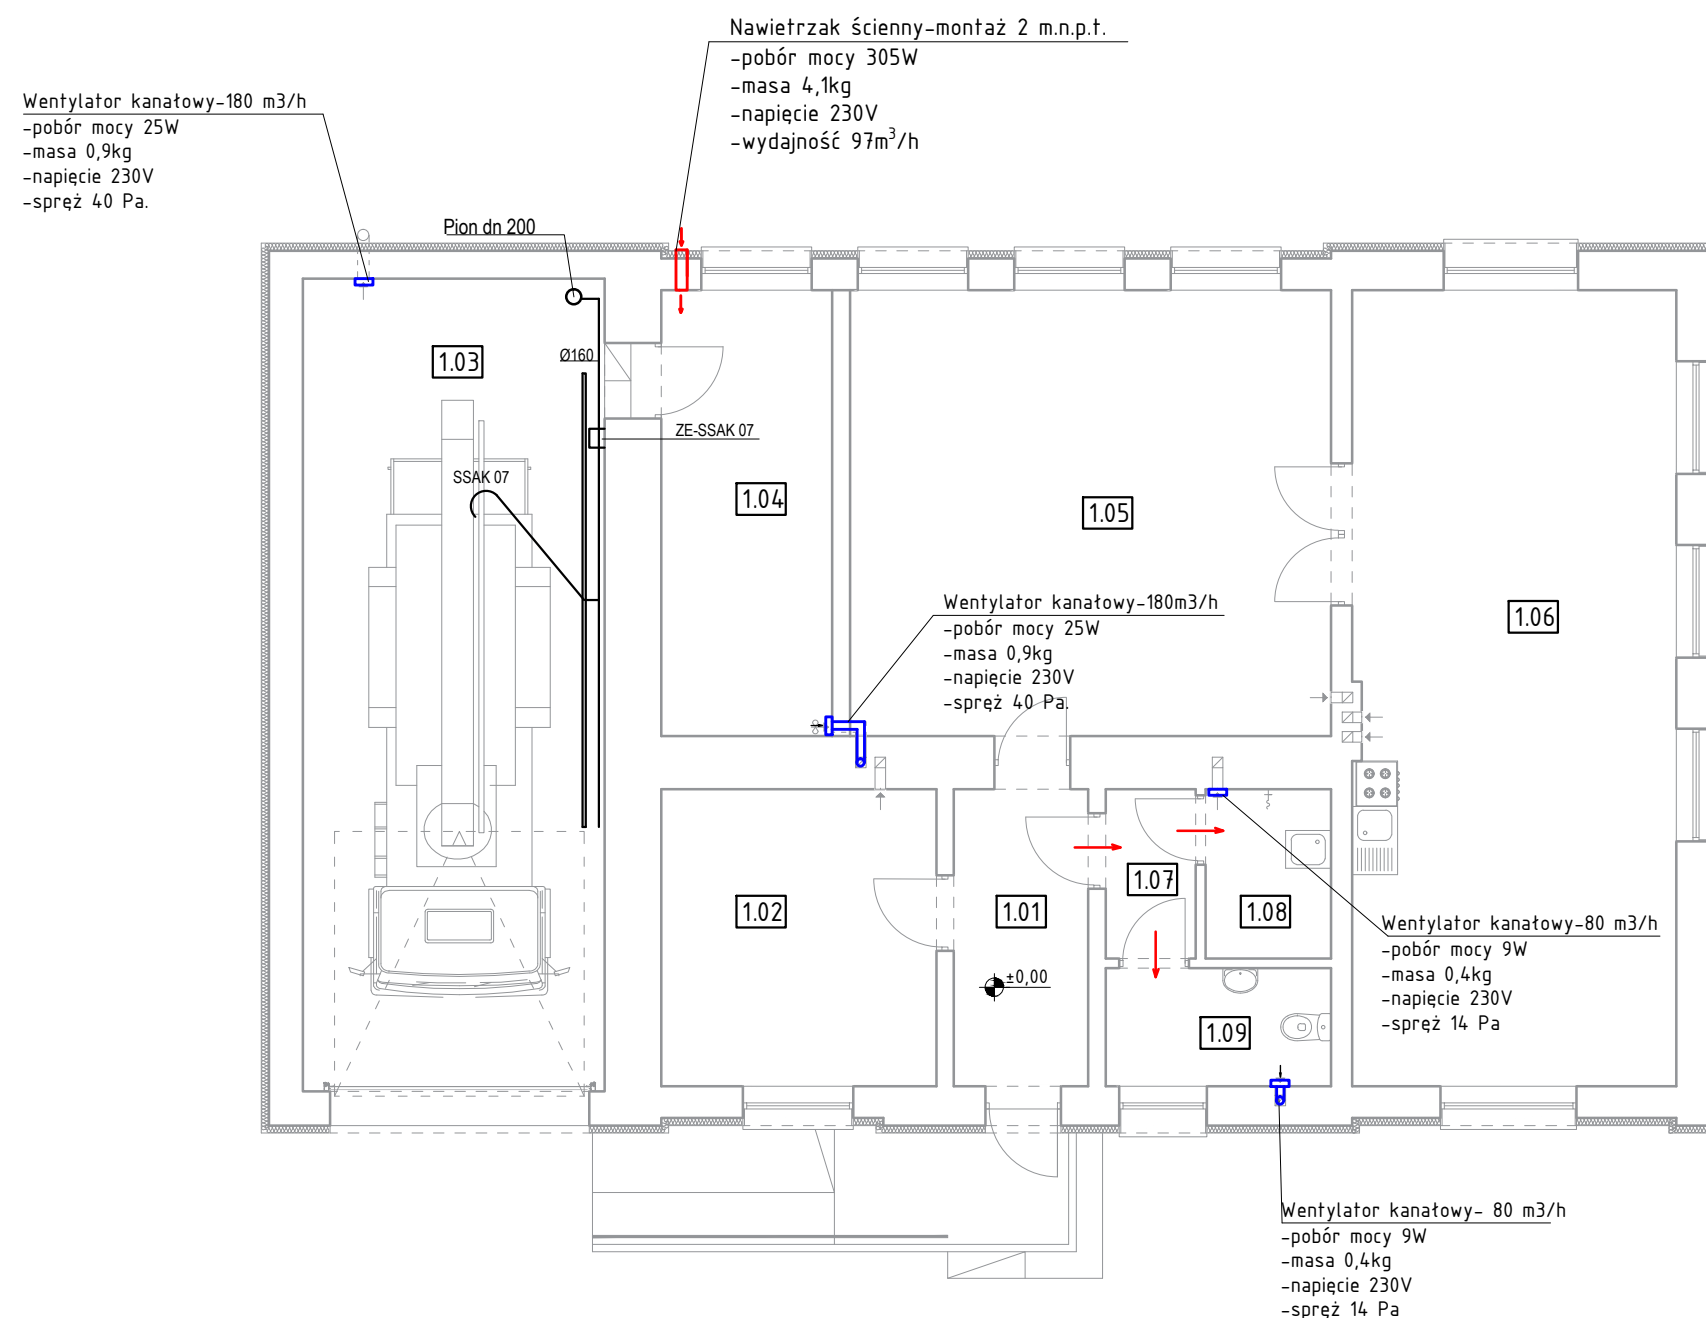 Nawietrzak ścienny-montaż 2 m.n.p.t.
-pobór mocy 305W
-masa 4,1kg
-napięcie 230V
-wydajność 97m³/h
Wentylator kanałowy-180 m3/h
-pobór mocy 25W
-masa 0,9kg
-napięcie 230V
-spręż 40 Pa.
Pion dn 200
Ø160
1.03
ZE-SSAK 07
SSAK 07
1.04
1.05
1.06
Wentylator kanałowy-180m3/h
-pobór mocy 25W
-masa 0,9kg
-napięcie 230V
-spręż 40 Pa.
1.02
1.01
1.07
1.08
±0,00
1.09
Wentylator kanałowy-80 m3/h
-pobór mocy 9W
-masa 0,4kg
-napięcie 230V
-spręż 14 Pa
Wentylator kanałowy- 80 m3/h
-pobór mocy 9W
-masa 0,4kg
-napięcie 230V
-spręż 14 Pa